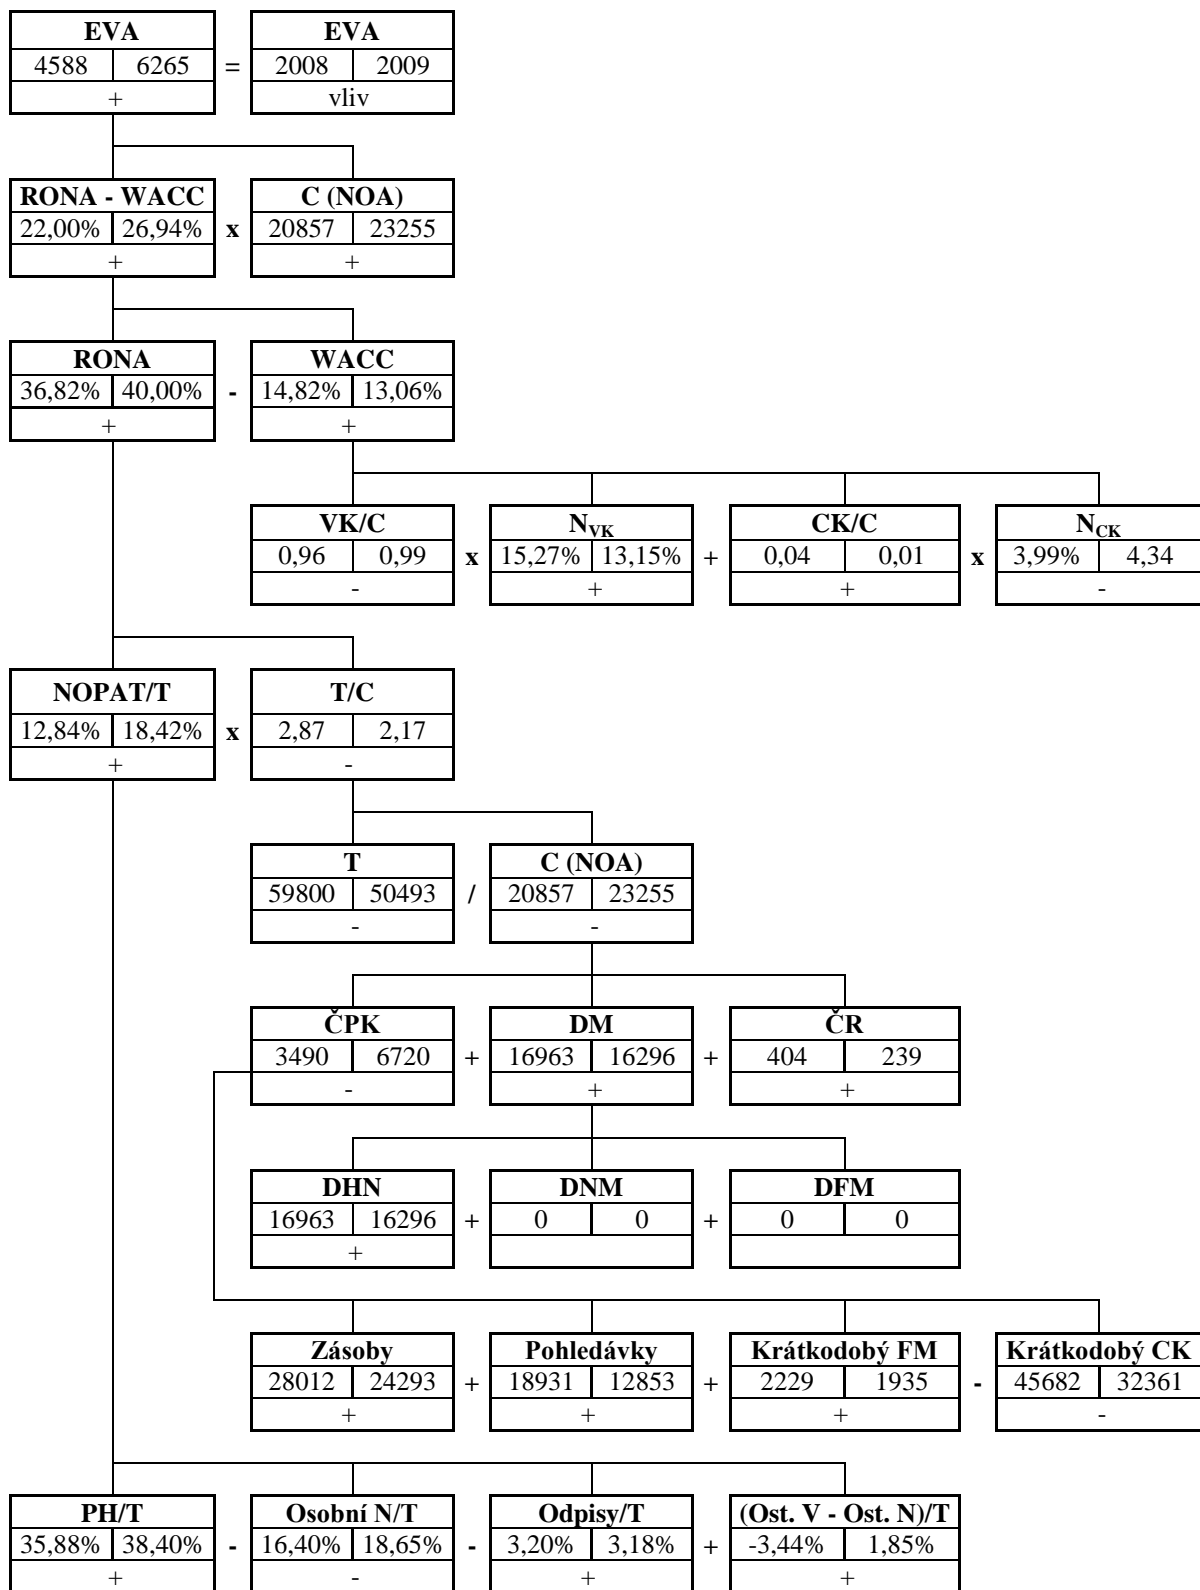 EVA EVA
4588 6265 = 2008 2009
+ vliv
RONA - WACC C (NOA)
22,00% 26,94% x 20857 23255
+ +
RONA WACC
36,82% 40,00% - 14,82% 13,06%
+ +
VK/C N_VK CK/C N_CK
0,96 0,99 x 15,27% 13,15% + 0,04 0,01 x 3,99% 4,34
- + + -
NOPAT/T T/C
12,84% 18,42% x 2,87 2,17
+ -
T C (NOA)
59800 50493 / 20857 23255
- -
ČPK DM ČR
3490 6720 + 16963 16296 + 404 239
- + +
DHN DNM DFM
16963 16296 + 0 0 + 0 0
+
Zásoby Pohledávky Krátkodobý FM Krátkodobý CK
28012 24293 + 18931 12853 + 2229 1935 - 45682 32361
+ + + -
PH/T Osobní N/T Odpisy/T (Ost. V - Ost. N)/T
35,88% 38,40% - 16,40% 18,65% - 3,20% 3,18% + -3,44% 1,85%
+ - + +